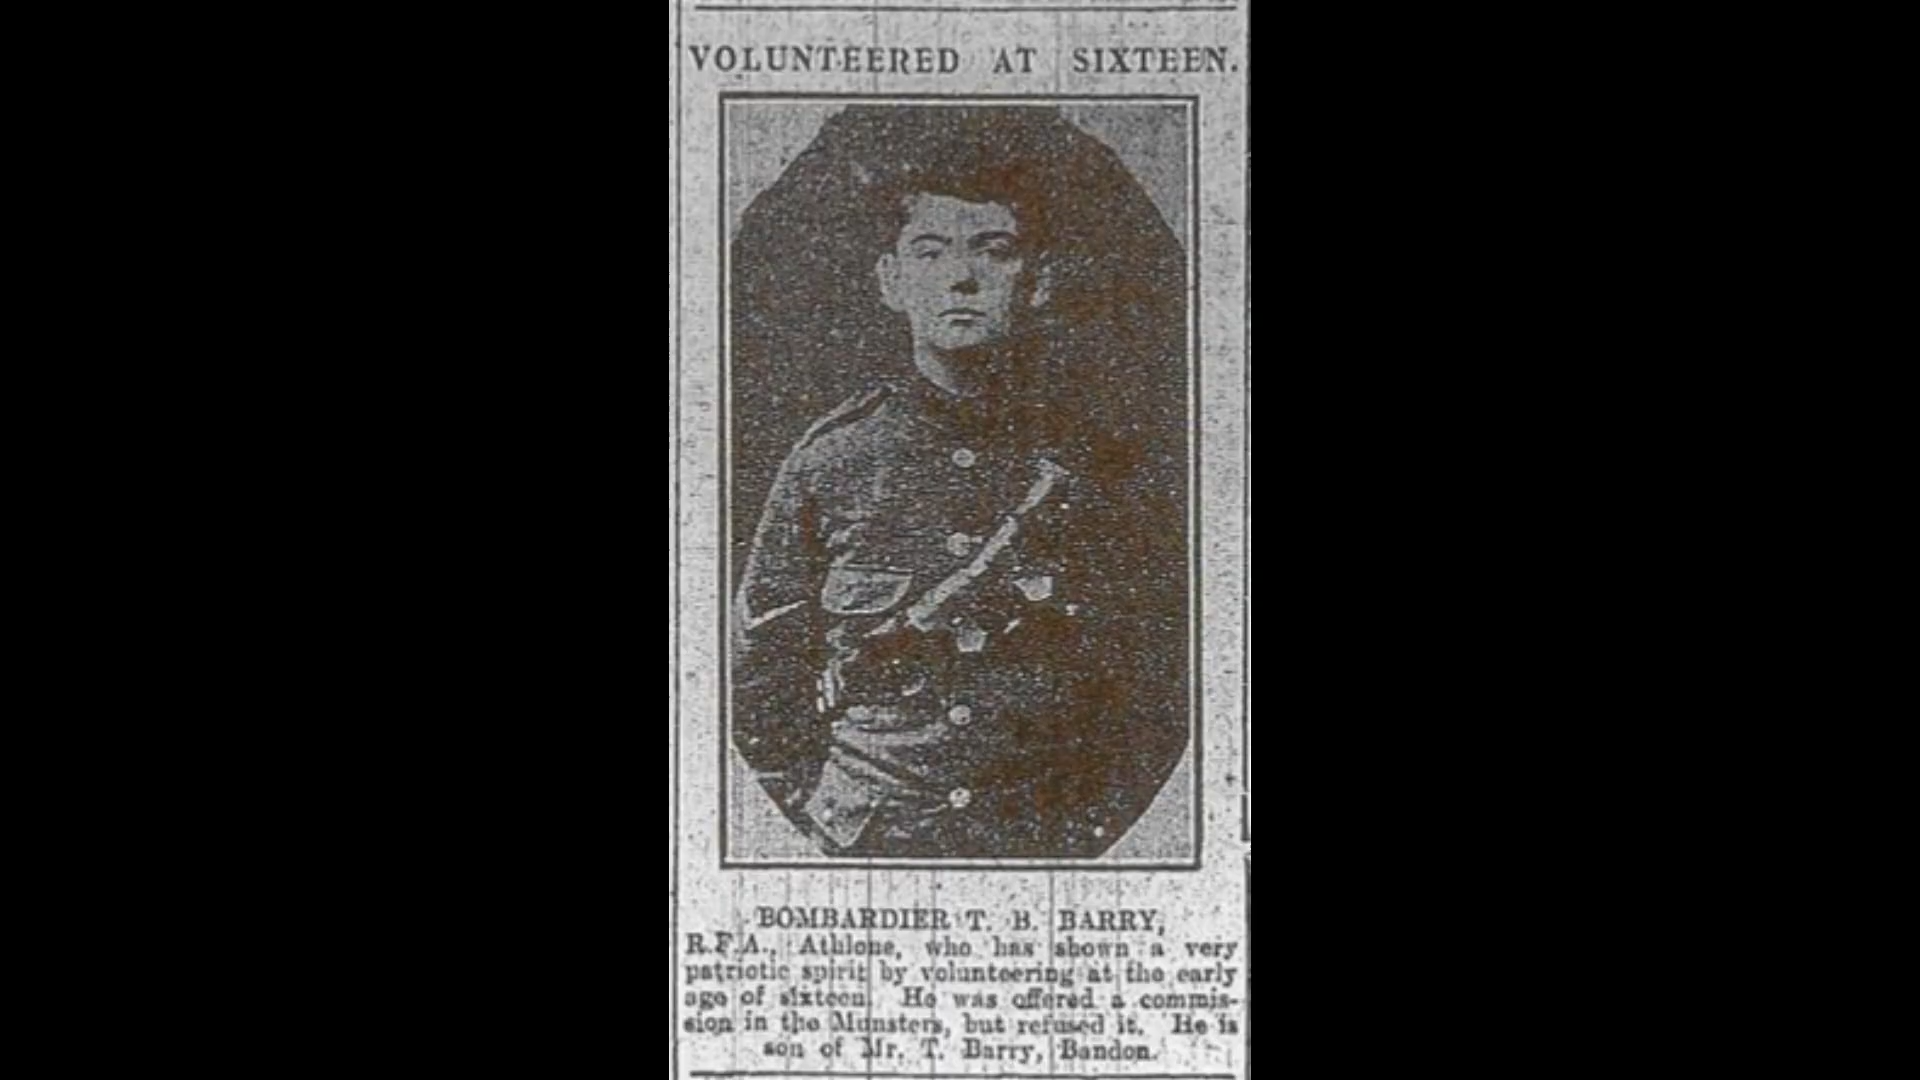 VOLUNTEERED AT SIXTEEN.
BOMBARDIER T. B. BARRY,
R.F.A., Athlone, who has shown a very
patriotic spirit by volunteering at the early
age of sixteen. He was offered a commis-
sion in the Munsters, but refused it. He is
son of Mr. T. Barry, Bandon.